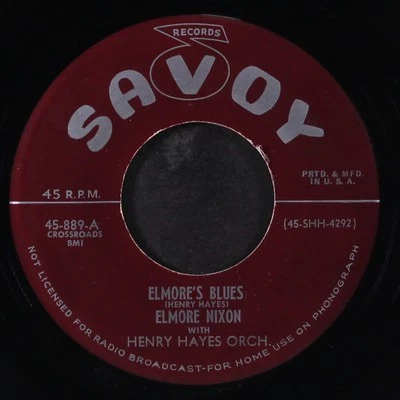 RECORDS
SAVOY
45 R.P.M.
PRTD. & MFD.
IN U. S. A.
45-889-A
CROSSROADS
BMI
(45-SHH-4292)
ELMORE'S BLUES
(HENRY HAYES)
ELMORE NIXON
WITH
HENRY HAYES ORCH.
NOT LICENSED FOR RADIO BROADCAST-FOR HOME USE ON PHONOGRAPH